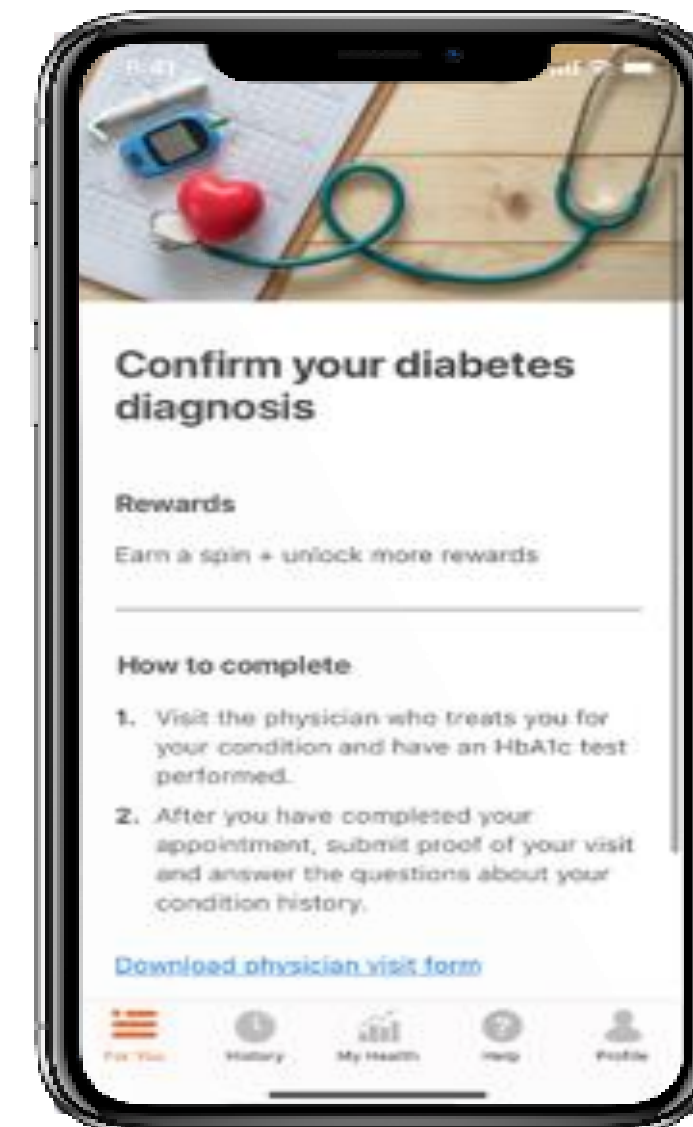 9:41
Confirm your diabetes
diagnosis
Rewards
Earn a spin + unlock more rewards
How to complete
1. Visit the physician who treats you for
your condition and have an HbA1c test
performed.
2. After you have completed your
appointment, submit proof of your visit
and answer the questions about your
condition history.
Download physician visit form
For You History My Health Help Profile